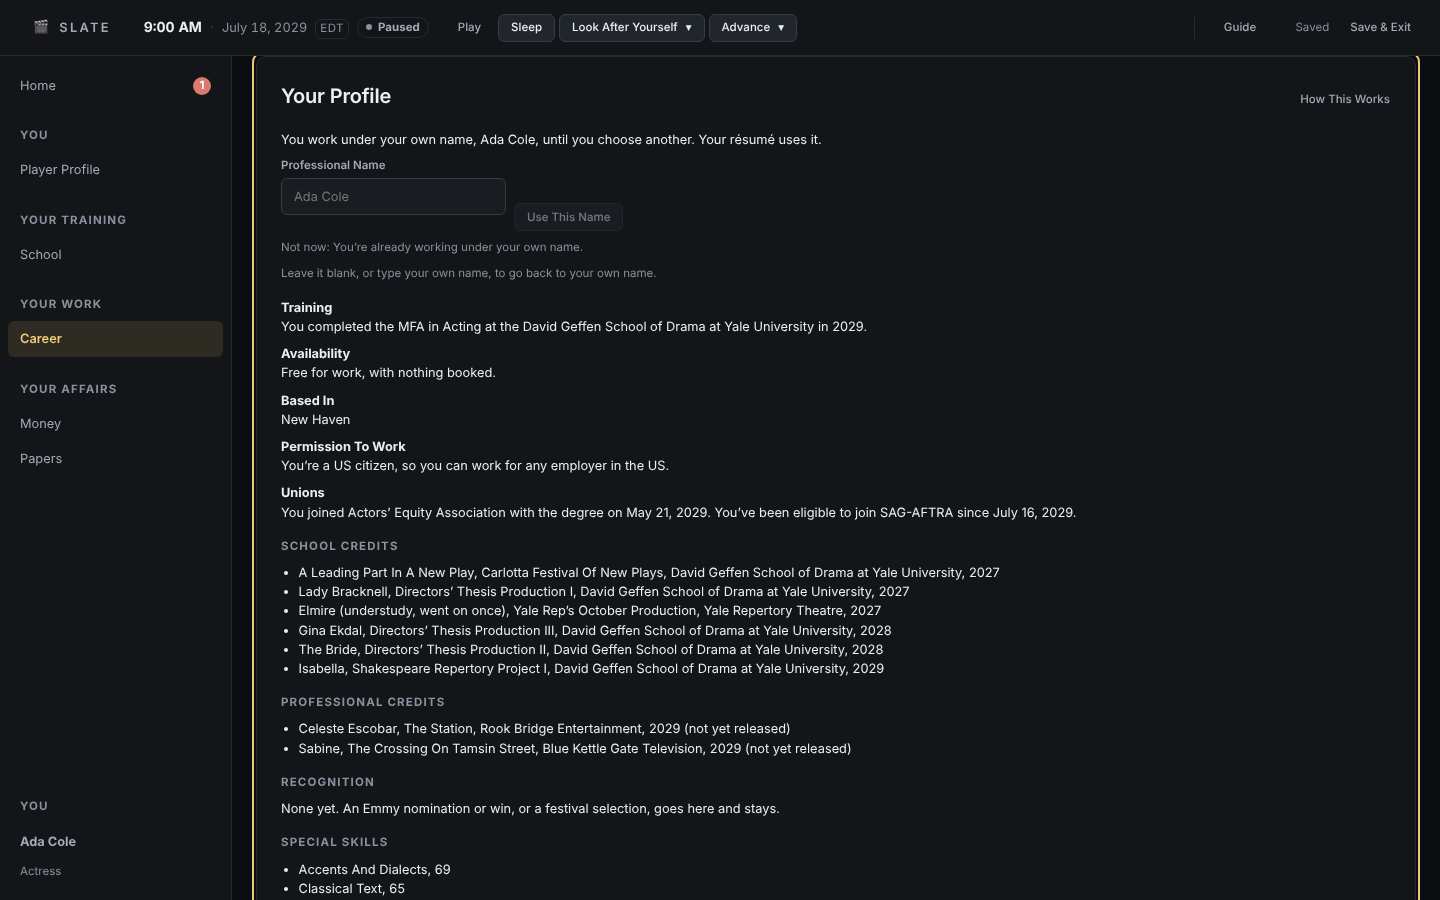 SLATE
9:00 AM · July 18, 2029 EDT Paused Play Sleep Look After Yourself ▾ Advance ▾ Guide Saved Save & Exit
Home 1
YOU
Player Profile
YOUR TRAINING
School
YOUR WORK
Career
YOUR AFFAIRS
Money
Papers
YOU
Ada Cole
Actress
Your Profile
How This Works
You work under your own name, Ada Cole, until you choose another. Your résumé uses it.
Professional Name
Ada Cole
Use This Name
Not now: You’re already working under your own name.
Leave it blank, or type your own name, to go back to your own name.
Training
You completed the MFA in Acting at the David Geffen School of Drama at Yale University in 2029.
Availability
Free for work, with nothing booked.
Based In
New Haven
Permission To Work
You’re a US citizen, so you can work for any employer in the US.
Unions
You joined Actors’ Equity Association with the degree on May 21, 2029. You’ve been eligible to join SAG-AFTRA since July 16, 2029.
SCHOOL CREDITS
• A Leading Part In A New Play, Carlotta Festival Of New Plays, David Geffen School of Drama at Yale University, 2027
• Lady Bracknell, Directors’ Thesis Production I, David Geffen School of Drama at Yale University, 2027
• Elmire (understudy, went on once), Yale Rep’s October Production, Yale Repertory Theatre, 2027
• Gina Ekdal, Directors’ Thesis Production III, David Geffen School of Drama at Yale University, 2028
• The Bride, Directors’ Thesis Production II, David Geffen School of Drama at Yale University, 2028
• Isabella, Shakespeare Repertory Project I, David Geffen School of Drama at Yale University, 2029
PROFESSIONAL CREDITS
• Celeste Escobar, The Station, Rook Bridge Entertainment, 2029 (not yet released)
• Sabine, The Crossing On Tamsin Street, Blue Kettle Gate Television, 2029 (not yet released)
RECOGNITION
None yet. An Emmy nomination or win, or a festival selection, goes here and stays.
SPECIAL SKILLS
• Accents And Dialects, 69
• Classical Text, 65